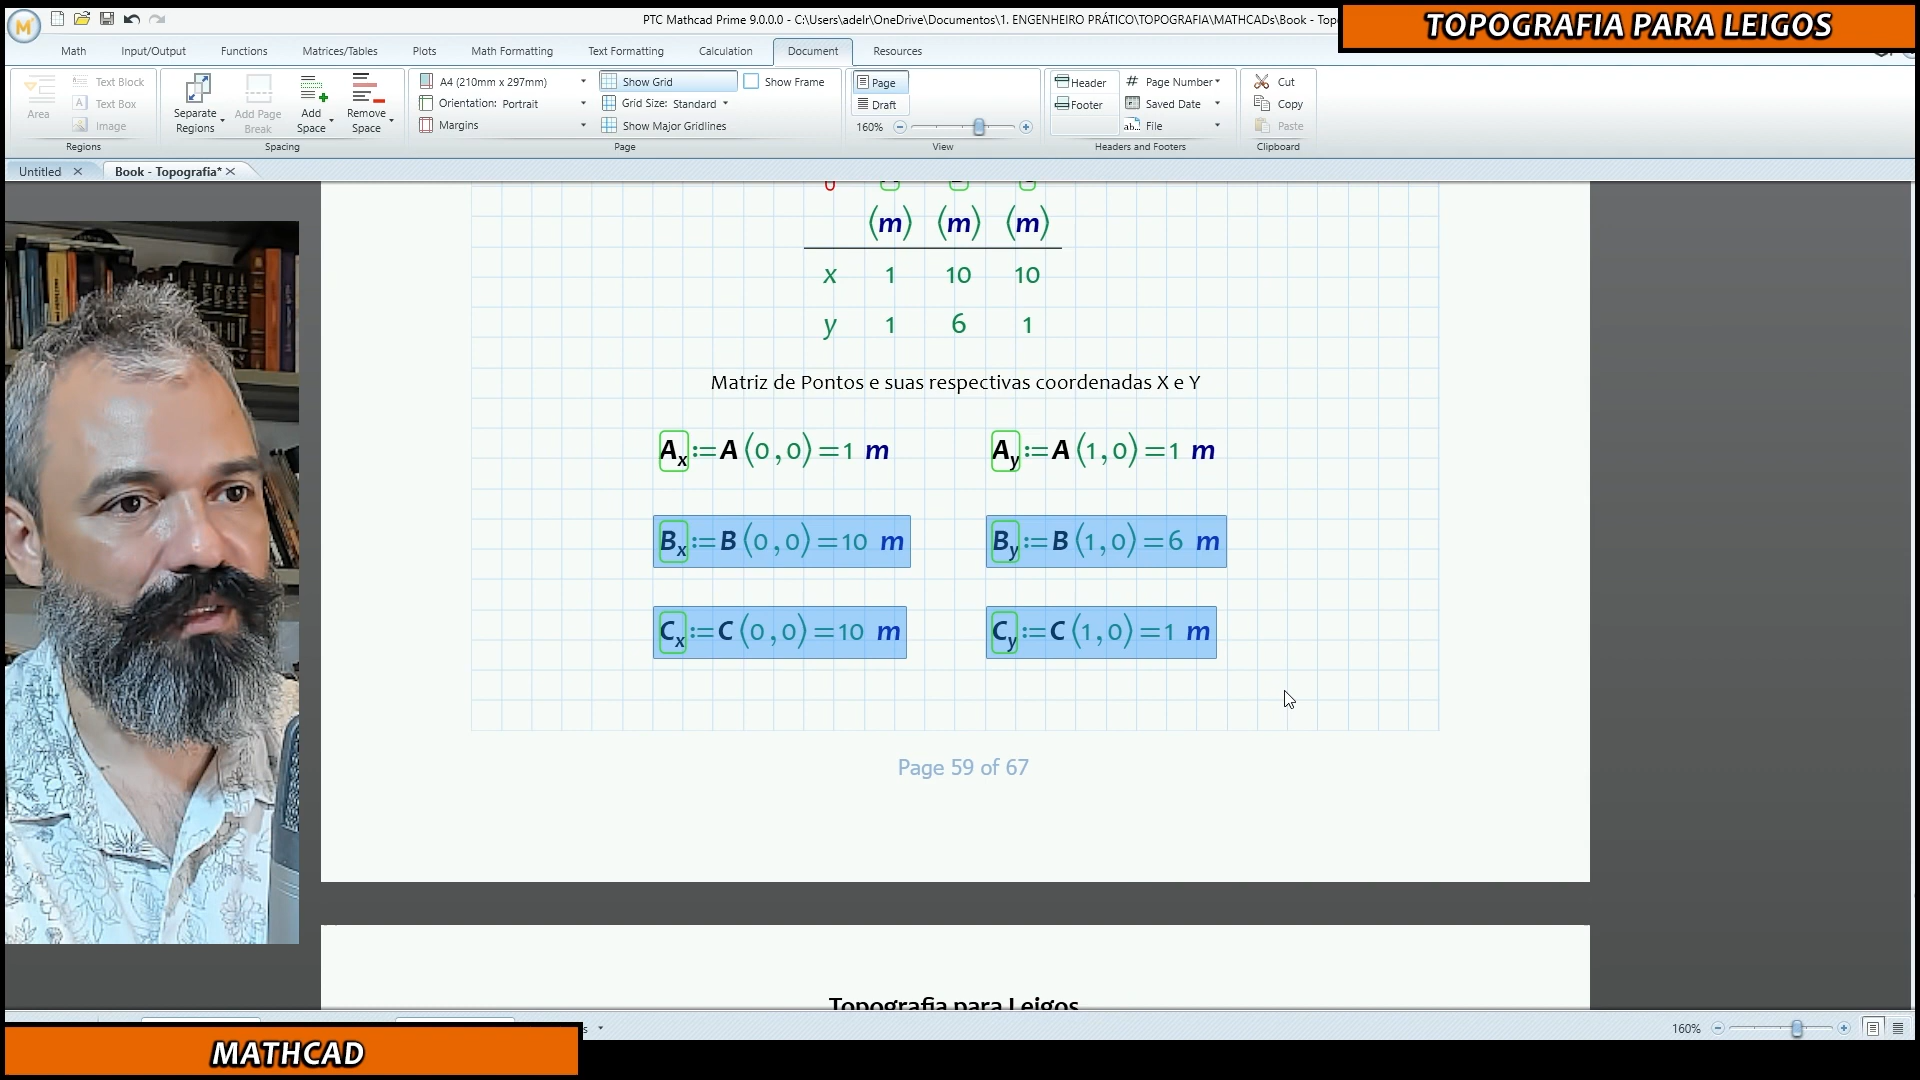 PTC Mathcad Prime 9.0.0.0 - C:\Users\adelr\OneDrive\Documentos\1. ENGENHEIRO PRÁTICO\TOPOGRAFIA\MATHCADs\Book - Topo
TOPOGRAFIA PARA LEIGOS
Math Input/Output Functions Matrices/Tables Plots Math Formatting Text Formatting Calculation Document Resources
Area
Text Block
Text Box
Image
Regions
Separate Regions
Add Page Break
Add Space
Remove Space
Spacing
A4 (210mm x 297mm)
Orientation: Portrait
Margins
Show Grid
Show Frame
Grid Size: Standard
Show Major Gridlines
Page
Page
Draft
160%
View
Header
Footer
# Page Number
Saved Date
File
Headers and Footers
Cut
Copy
Paste
Clipboard
Untitled
Book - Topografia*
(m) (m) (m)
x 1 10 10
y 1 6 1
Matriz de Pontos e suas respectivas coordenadas X e Y
Ax:=A(0,0)=1 m Ay:=A(1,0)=1 m
Bx:=B(0,0)=10 m By:=B(1,0)=6 m
Cx:=C(0,0)=10 m Cy:=C(1,0)=1 m
Page 59 of 67
Topografia para Leigos
160%
MATHCAD